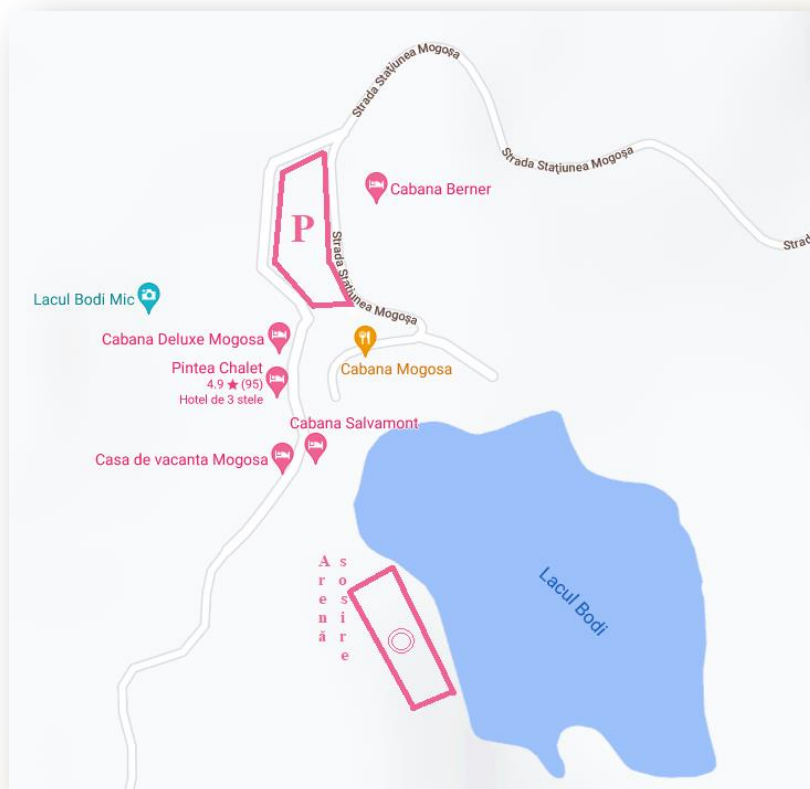 Strada Stațiunea Mogoșa
Strada Stațiunea Mogoșa
Strad
Cabana Berner
P
Strada Stațiunea Mogoșa
Lacul Bodi Mic
Cabana Deluxe Mogosa
Pintea Chalet
4.9 ★ (95)
Hotel de 3 stele
Cabana Mogosa
Cabana Salvamont
Casa de vacanta Mogosa
Arenă
sosire
Lacul Bodi